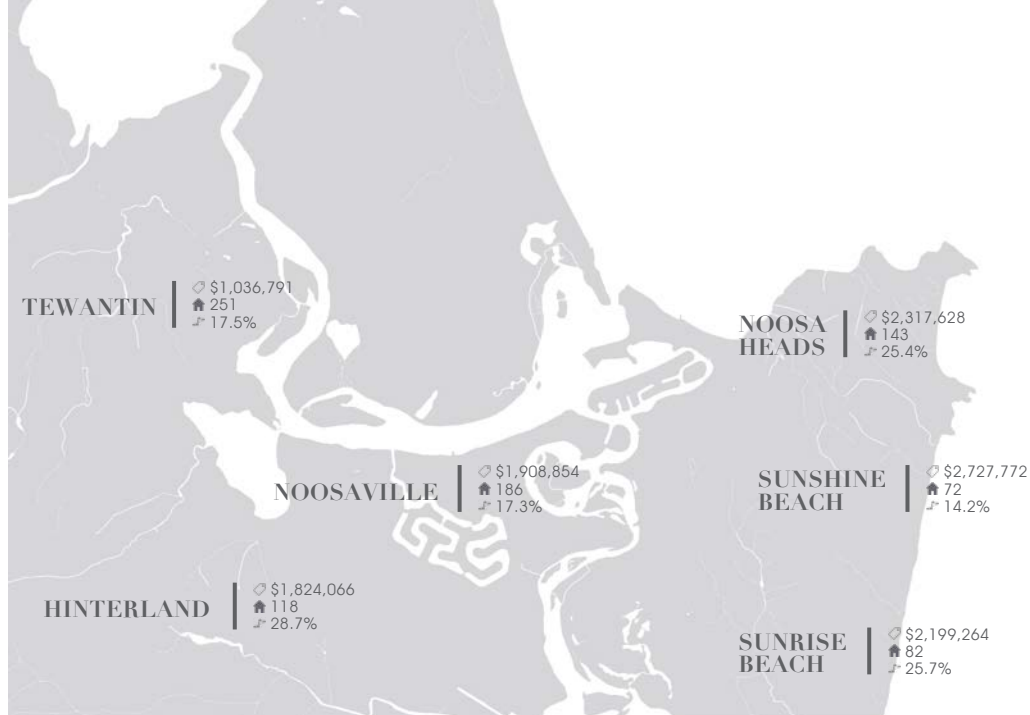 TEWANTIN
$1,036,791
251
17.5%
NOOSA
HEADS
$2,317,628
143
25.4%
NOOSAVILLE
$1,908,854
186
17.3%
SUNSHINE
BEACH
$2,727,772
72
14.2%
HINTERLAND
$1,824,066
118
28.7%
SUNRISE
BEACH
$2,199,264
82
25.7%